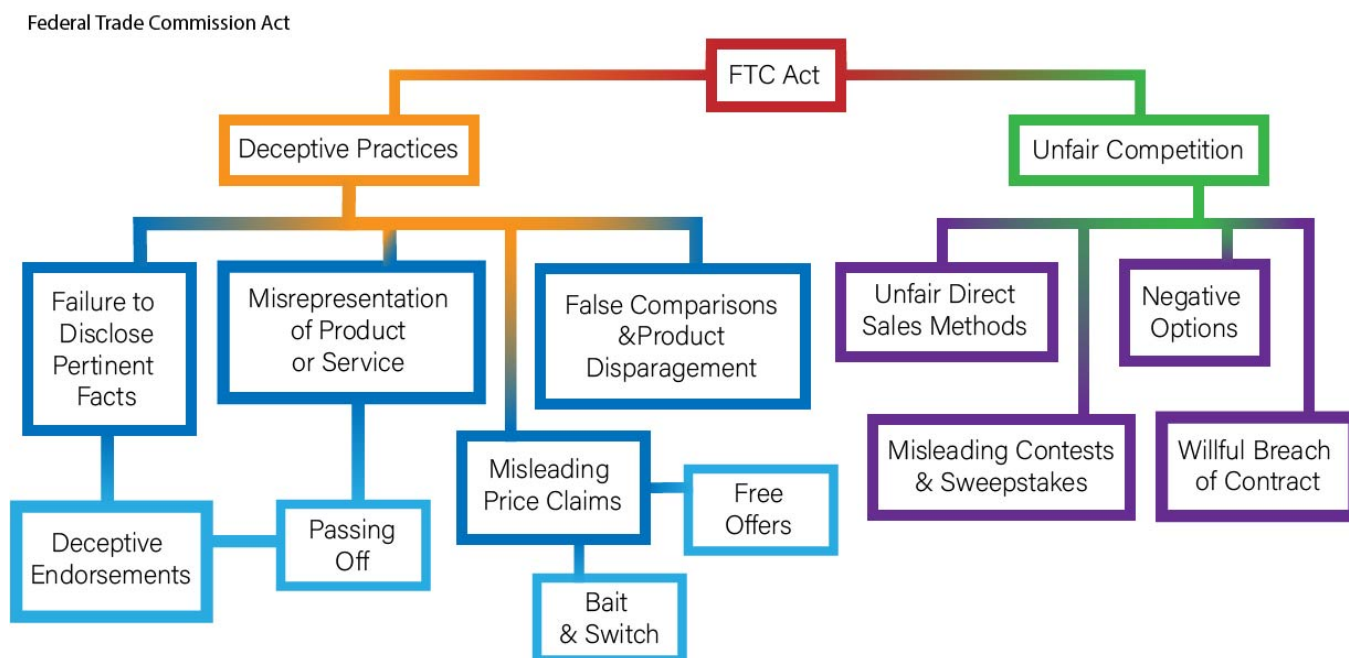 Federal Trade Commission Act
FTC Act
Deceptive Practices
Unfair Competition
Failure to
Disclose
Pertinent
Facts
Misrepresentation
of Product
or Service
False Comparisons
&Product
Disparagement
Unfair Direct
Sales Methods
Negative
Options
Misleading
Price Claims
Free
Offers
Misleading Contests
& Sweepstakes
Willful Breach
of Contract
Deceptive
Endorsements
Passing
Off
Bait
& Switch